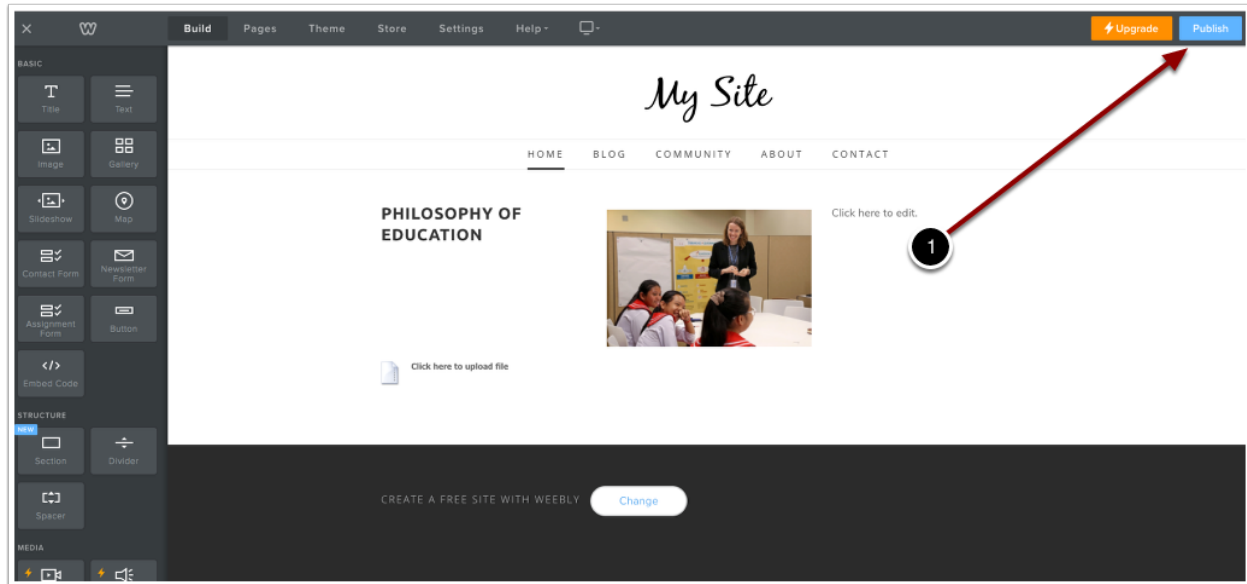 Build Pages Theme Store Settings Help Upgrade Publish
BASIC
Title Text
Image Gallery
Slideshow Map
Contact Form Newsletter
Form
Assignment
Form Button
</>
Embed Code
STRUCTURE
NEW
Section Divider
Spacer
MEDIA
My Site
HOME BLOG COMMUNITY ABOUT CONTACT
PHILOSOPHY OF
EDUCATION
Click here to edit.
1
Click here to upload file
CREATE A FREE SITE WITH WEEBLY Change